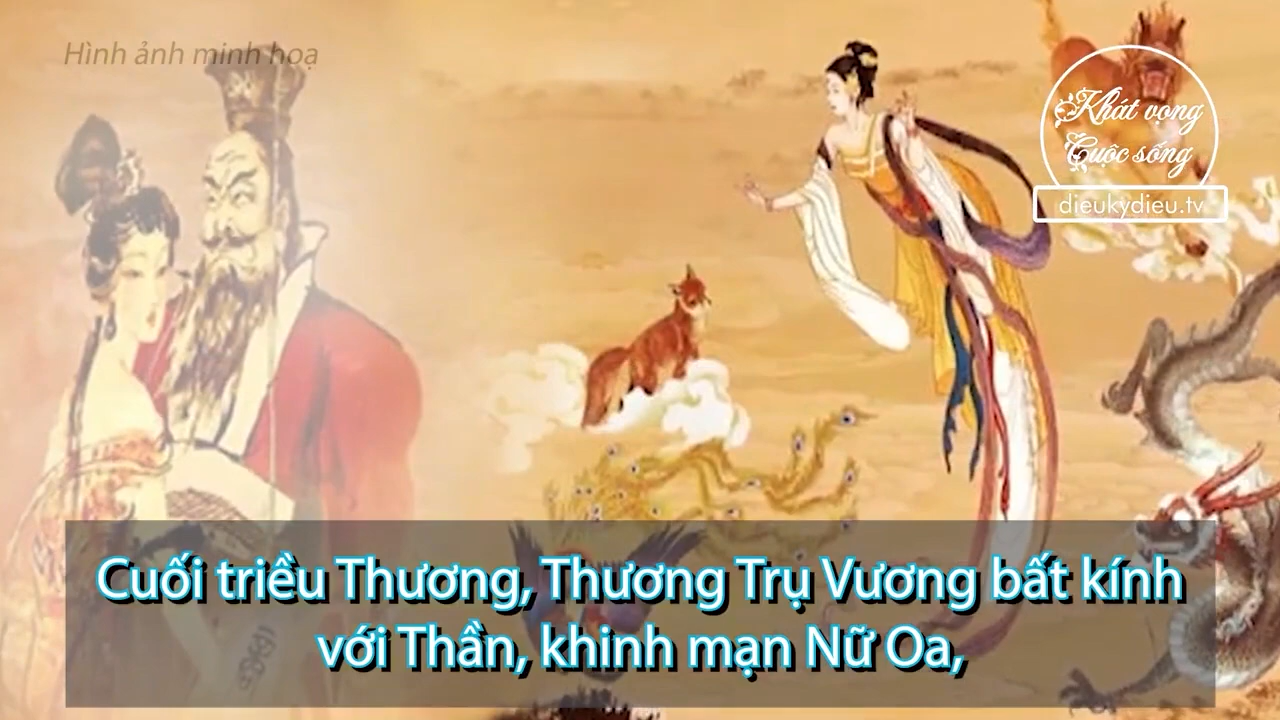 Hình ảnh minh hoạ
Khát vọng
Cuộc sống
dieukydieu.tv
Cuối triều Thương, Thương Trụ Vương bất kính
với Thần, khinh mạn Nữ Oa,